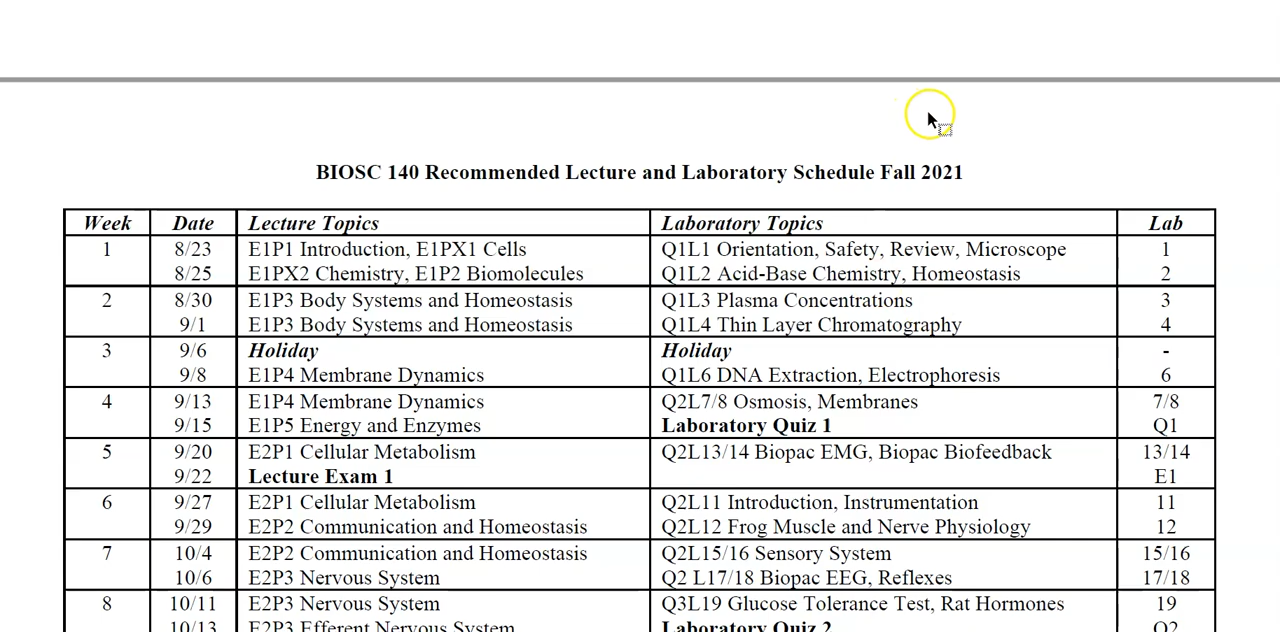 BIOSC 140 Recommended Lecture and Laboratory Schedule Fall 2021
Week Date Lecture Topics Laboratory Topics Lab
1 8/23 E1P1 Introduction, E1PX1 Cells Q1L1 Orientation, Safety, Review, Microscope 1
8/25 E1PX2 Chemistry, E1P2 Biomolecules Q1L2 Acid-Base Chemistry, Homeostasis 2
2 8/30 E1P3 Body Systems and Homeostasis Q1L3 Plasma Concentrations 3
9/1 E1P3 Body Systems and Homeostasis Q1L4 Thin Layer Chromatography 4
3 9/6 Holiday Holiday -
9/8 E1P4 Membrane Dynamics Q1L6 DNA Extraction, Electrophoresis 6
4 9/13 E1P4 Membrane Dynamics Q2L7/8 Osmosis, Membranes 7/8
9/15 E1P5 Energy and Enzymes Laboratory Quiz 1 Q1
5 9/20 E2P1 Cellular Metabolism Q2L13/14 Biopac EMG, Biopac Biofeedback 13/14
9/22 Lecture Exam 1 E1
6 9/27 E2P1 Cellular Metabolism Q2L11 Introduction, Instrumentation 11
9/29 E2P2 Communication and Homeostasis Q2L12 Frog Muscle and Nerve Physiology 12
7 10/4 E2P2 Communication and Homeostasis Q2L15/16 Sensory System 15/16
10/6 E2P3 Nervous System Q2 L17/18 Biopac EEG, Reflexes 17/18
8 10/11 E2P3 Nervous System Q3L19 Glucose Tolerance Test, Rat Hormones 19
10/13 E2P3 Efferent Nervous System Laboratory Quiz 2 Q2